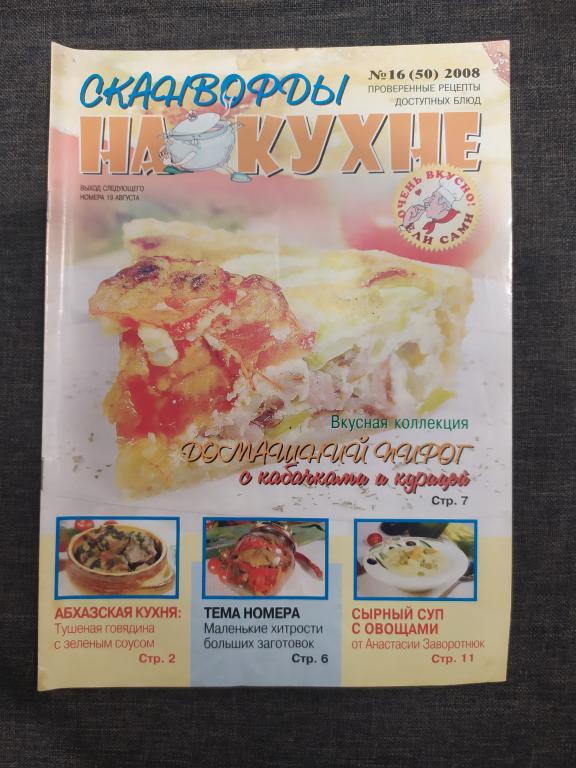 №16 (50) 2008
ПРОВЕРЕННЫЕ РЕЦЕПТЫ
ДОСТУПНЫХ БЛЮД
СКАНВОРДЫ
НА КУХНЕ
ВЫХОД СЛЕДУЮЩЕГО
НОМЕРА 19 АВГУСТА
ОЧЕНЬ ВКУСНО!
ЕЛИ САМИ
Вкусная коллекция
ДОМАШНИЙ ПИРОГ
с кабачками и курицей
Стр. 7
АБХАЗСКАЯ КУХНЯ:
Тушеная говядина
с зеленым соусом
Стр. 2
ТЕМА НОМЕРА
Маленькие хитрости
больших заготовок
Стр. 6
СЫРНЫЙ СУП
С ОВОЩАМИ
от Анастасии Заворотнюк
Стр. 11